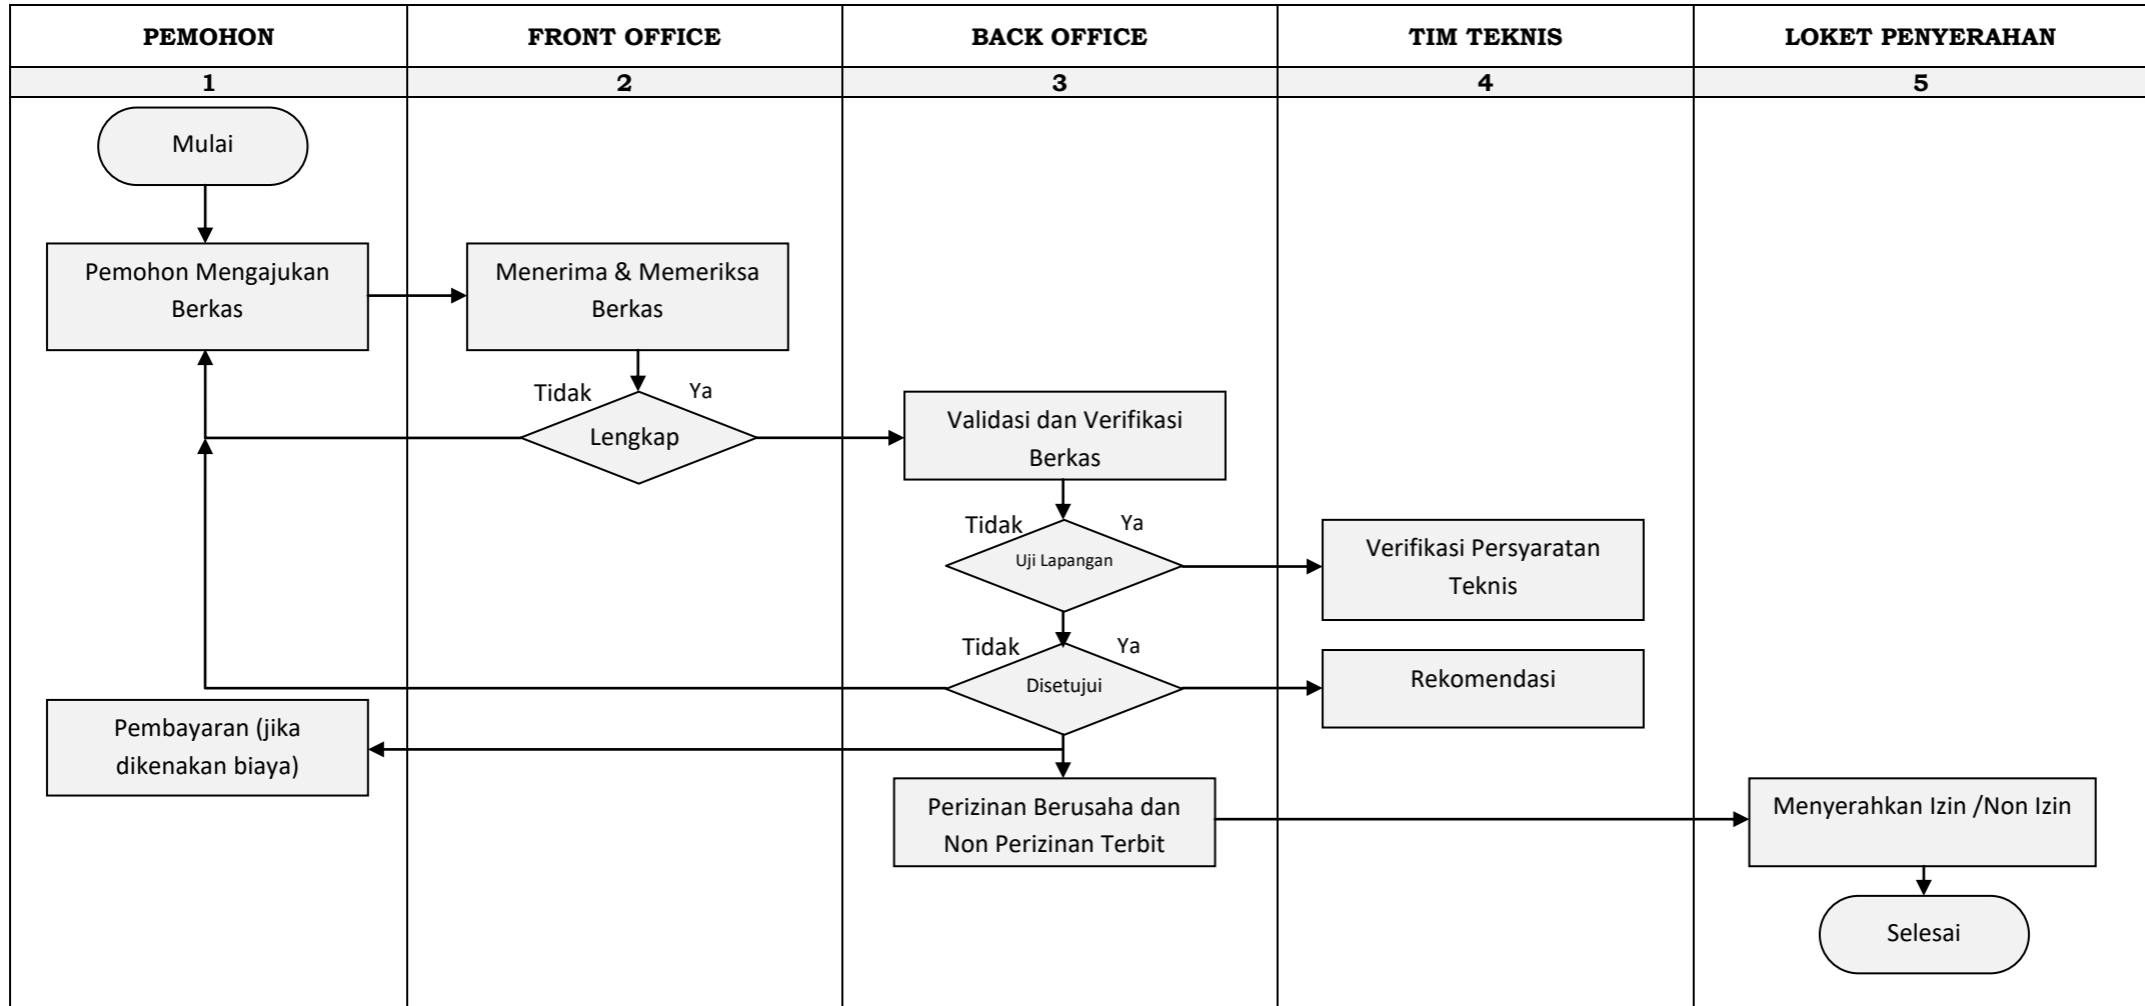 PEMOHON
FRONT OFFICE
BACK OFFICE
TIM TEKNIS
LOKET PENYERAHAN
1
2
3
4
5
Mulai
Pemohon Mengajukan
Berkas
Menerima & Memeriksa
Berkas
Tidak
Ya
Lengkap
Validasi dan Verifikasi
Berkas
Tidak
Ya
Uji Lapangan
Verifikasi Persyaratan
Teknis
Tidak
Ya
Disetujui
Rekomendasi
Pembayaran (jika
dikenakan biaya)
Perizinan Berusaha dan
Non Perizinan Terbit
Menyerahkan Izin /Non Izin
Selesai